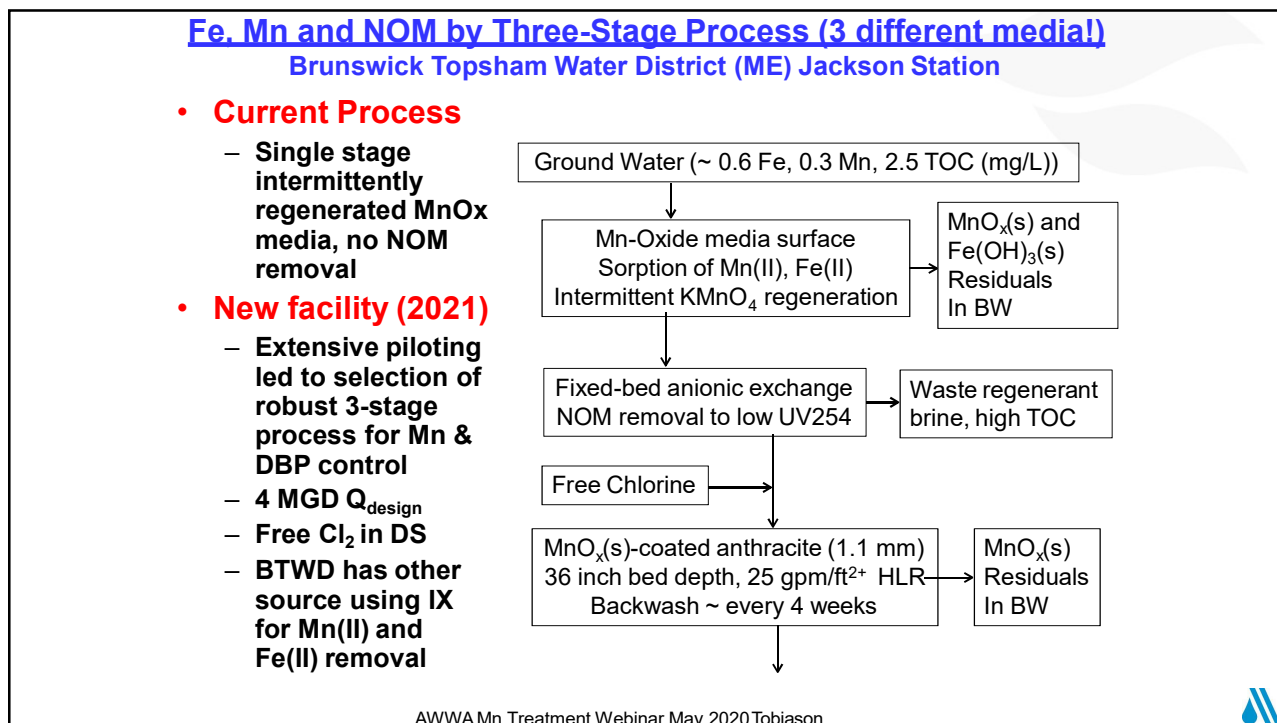 Fe, Mn and NOM by Three-Stage Process (3 different media!)
Brunswick Topsham Water District (ME) Jackson Station
• Current Process
– Single stage
intermittently
regenerated MnOx
media, no NOM
removal
• New facility (2021)
– Extensive piloting
led to selection of
robust 3-stage
process for Mn &
DBP control
– 4 MGD Qdesign
– Free Cl2 in DS
– BTWD has other
source using IX
for Mn(II) and
Fe(II) removal
Ground Water (~ 0.6 Fe, 0.3 Mn, 2.5 TOC (mg/L))
Mn-Oxide media surface
Sorption of Mn(II), Fe(II)
Intermittent KMnO4 regeneration
MnOx(s) and
Fe(OH)3(s)
Residuals
In BW
Fixed-bed anionic exchange
NOM removal to low UV254
Waste regenerant
brine, high TOC
Free Chlorine
MnOx(s)-coated anthracite (1.1 mm)
36 inch bed depth, 25 gpm/ft2+ HLR
Backwash ~ every 4 weeks
MnOx(s)
Residuals
In BW
AWWA Mn Treatment Webinar May 2020 Tobiason